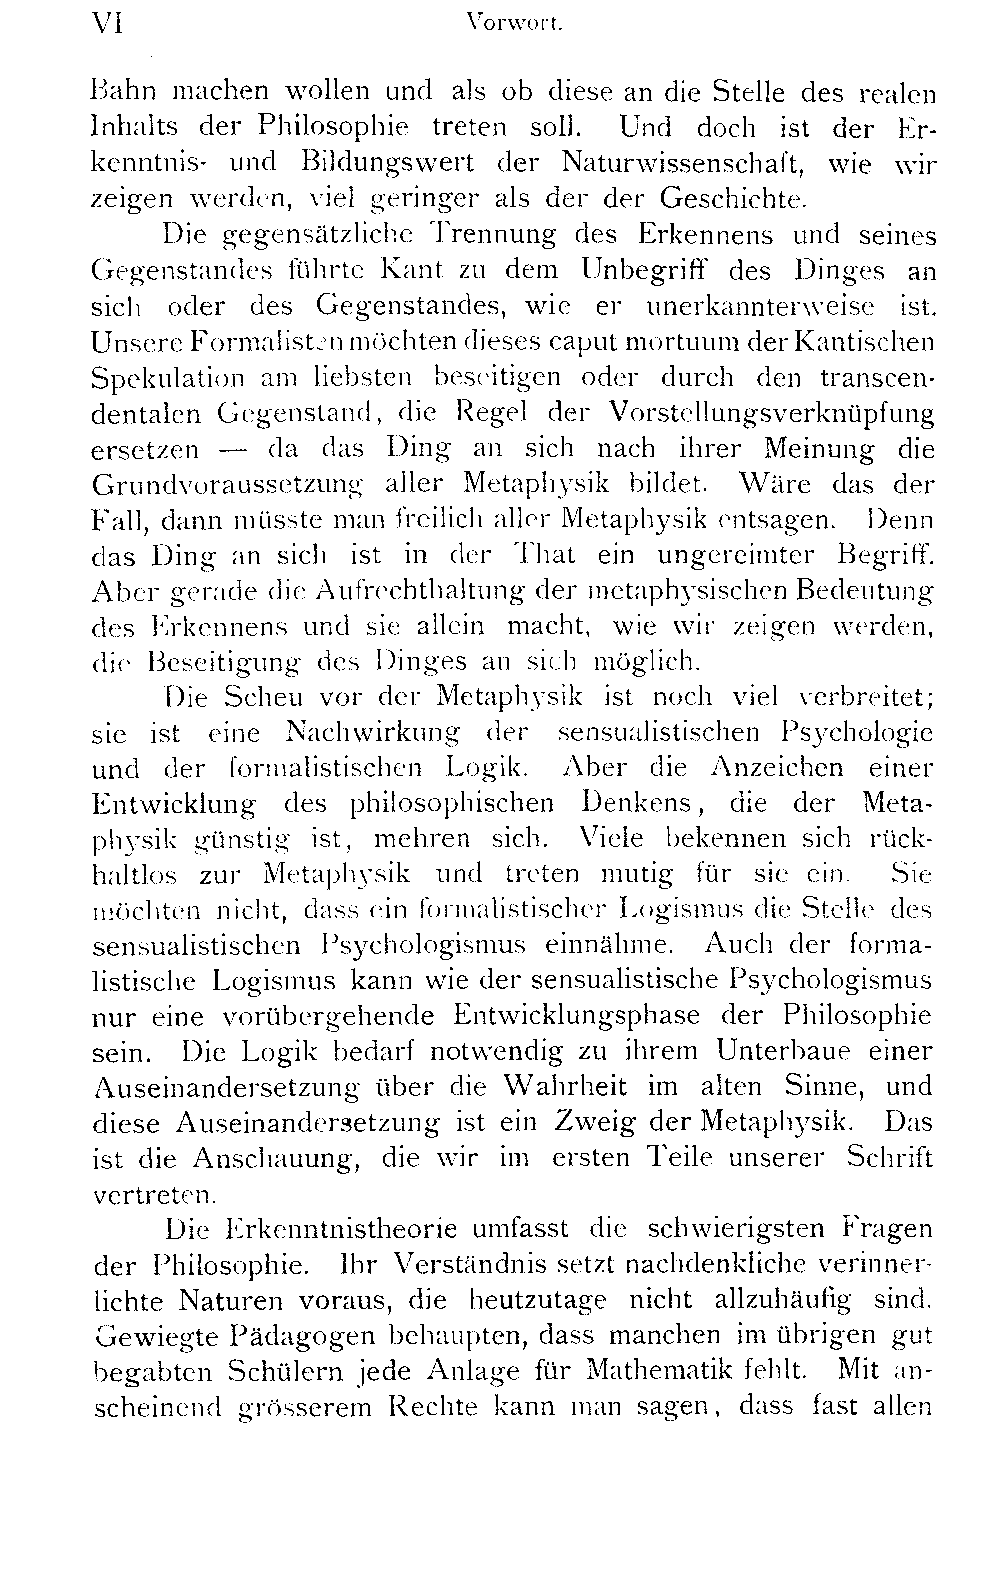 VI Vorwort.
Bahn machen wollen und als ob diese an die Stelle des realen
Inhalts der Philosophie treten soll. Und doch ist der Er-
kenntnis- und Bildungswert der Naturwissenschaft, wie wir
zeigen werden, viel geringer als der der Geschichte.
Die gegensätzliche Trennung des Erkennens und seines
Gegenstandes führte Kant zu dem Unbegriff des Dinges an
sich oder des Gegenstandes, wie er unerkannterweise ist.
Unsere Formalisten möchten dieses caput mortuum der Kantischen
Spekulation am liebsten beseitigen oder durch den transcen-
dentalen Gegenstand, die Regel der Vorstellungsverknüpfung
ersetzen — da das Ding an sich nach ihrer Meinung die
Grundvoraussetzung aller Metaphysik bildet. Wäre das der
Fall, dann müsste man freilich aller Metaphysik entsagen. Denn
das Ding an sich ist in der That ein ungereimter Begriff.
Aber gerade die Aufrechthaltung der metaphysischen Bedeutung
des Erkennens und sie allein macht, wie wir zeigen werden,
die Beseitigung des Dinges an sich möglich.
Die Scheu vor der Metaphysik ist noch viel verbreitet;
sie ist eine Nachwirkung der sensualistischen Psychologie
und der formalistischen Logik. Aber die Anzeichen einer
Entwicklung des philosophischen Denkens, die der Meta-
physik günstig ist, mehren sich. Viele bekennen sich rück-
haltlos zur Metaphysik und treten mutig für sie ein. Sie
möchten nicht, dass ein formalistischer Logismus die Stelle des
sensualistischen Psychologismus einnähme. Auch der forma-
listische Logismus kann wie der sensualistische Psychologismus
nur eine vorübergehende Entwicklungsphase der Philosophie
sein. Die Logik bedarf notwendig zu ihrem Unterbaue einer
Auseinandersetzung über die Wahrheit im alten Sinne, und
diese Auseinandersetzung ist ein Zweig der Metaphysik. Das
ist die Anschauung, die wir im ersten Teile unserer Schrift
vertreten.
Die Erkenntnistheorie umfasst die schwierigsten Fragen
der Philosophie. Ihr Verständnis setzt nachdenkliche verinner-
lichte Naturen voraus, die heutzutage nicht allzuhäufig sind.
Gewiegte Pädagogen behaupten, dass manchen im übrigen gut
begabten Schülern jede Anlage für Mathematik fehlt. Mit an-
scheinend grösserem Rechte kann man sagen, dass fast allen